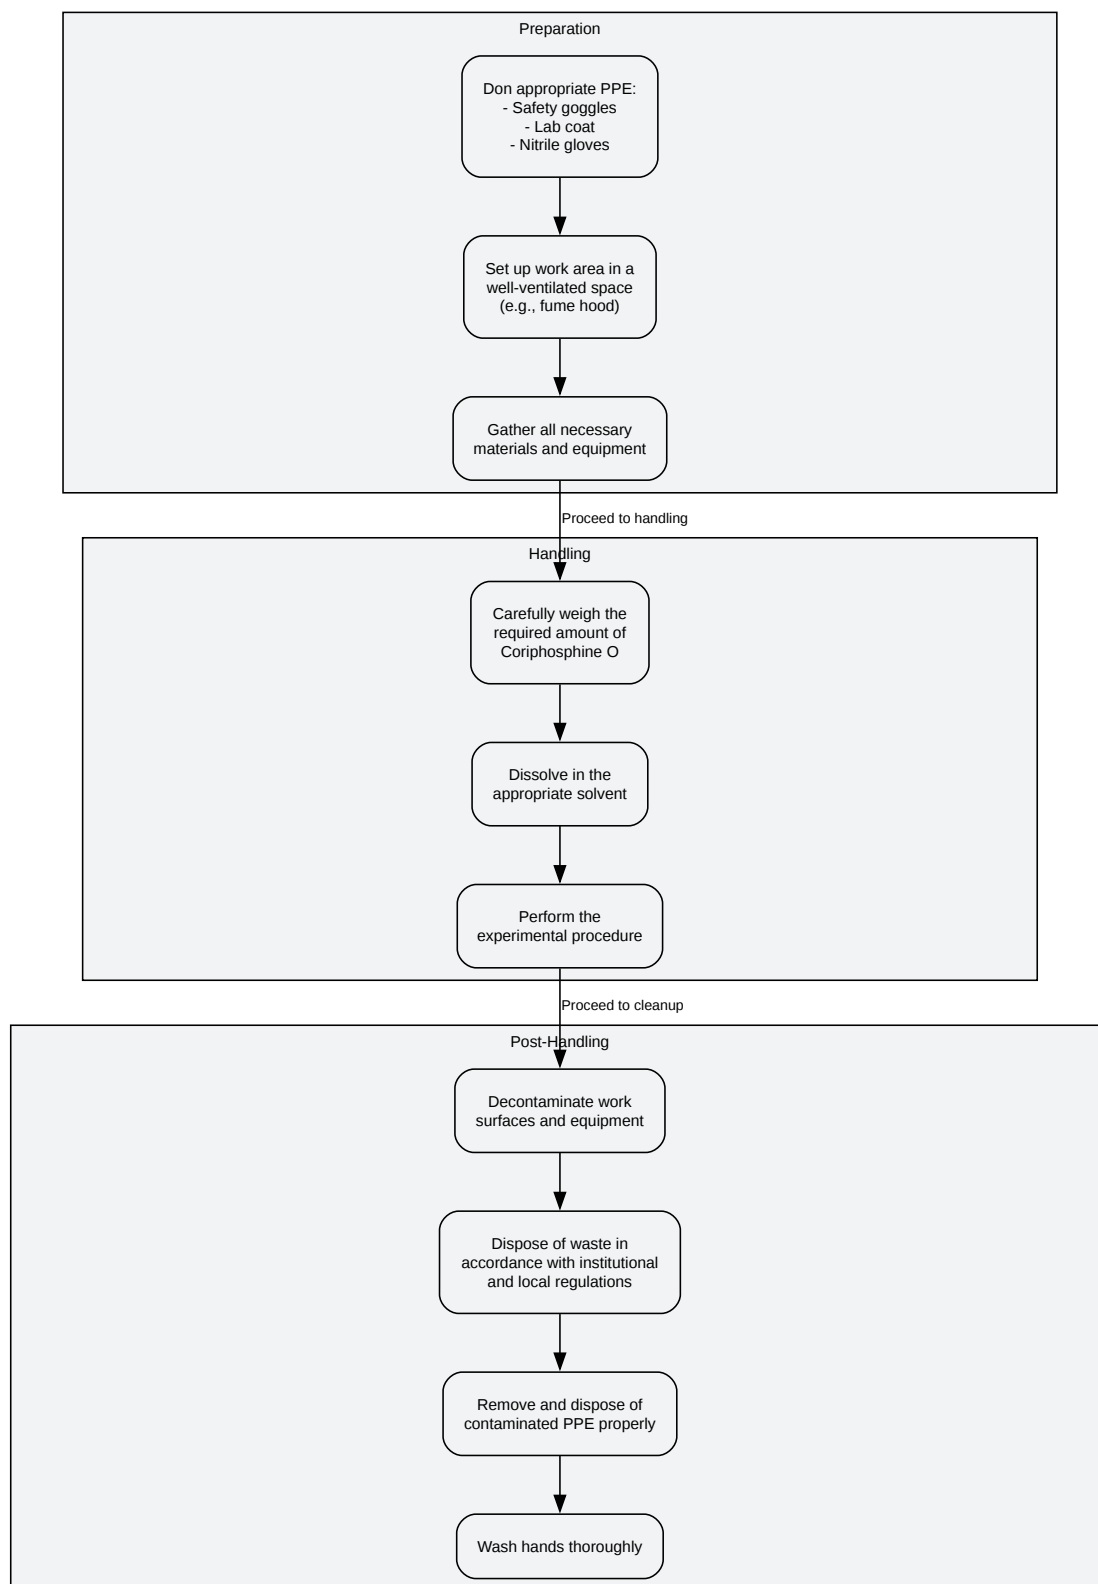 Preparation
Don appropriate PPE:
- Safety goggles
- Lab coat
- Nitrile gloves
Set up work area in a
well-ventilated space
(e.g., fume hood)
Gather all necessary
materials and equipment
Proceed to handling
Handling
Carefully weigh the
required amount of
Coriphosphine O
Dissolve in the
appropriate solvent
Perform the
experimental procedure
Proceed to cleanup
Post-Handling
Decontaminate work
surfaces and equipment
Dispose of waste in
accordance with institutional
and local regulations
Remove and dispose of
contaminated PPE properly
Wash hands thoroughly